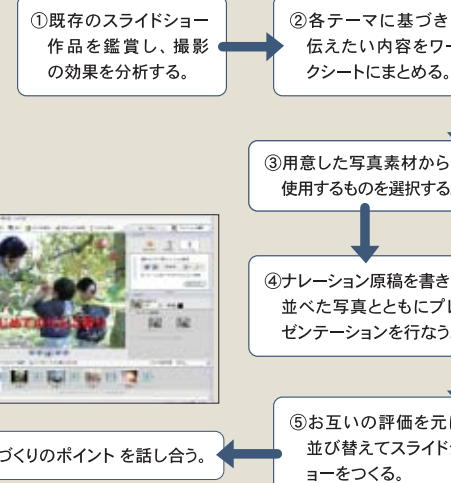 ①既存のスライドショー
作品を鑑賞し、撮影
の効果を分析する。
②各テーマに基づき
伝えたい内容をワー
クシートにまとめる。
③用意した写真素材から
使用するものを選択する
④ナレーション原稿を書き
並べた写真とともにプレ
ゼンテーションを行なう
⑤お互いの評価を元に
並び替えてスライドシ
ョーをつくる。
づくりのポイント を話し合う。